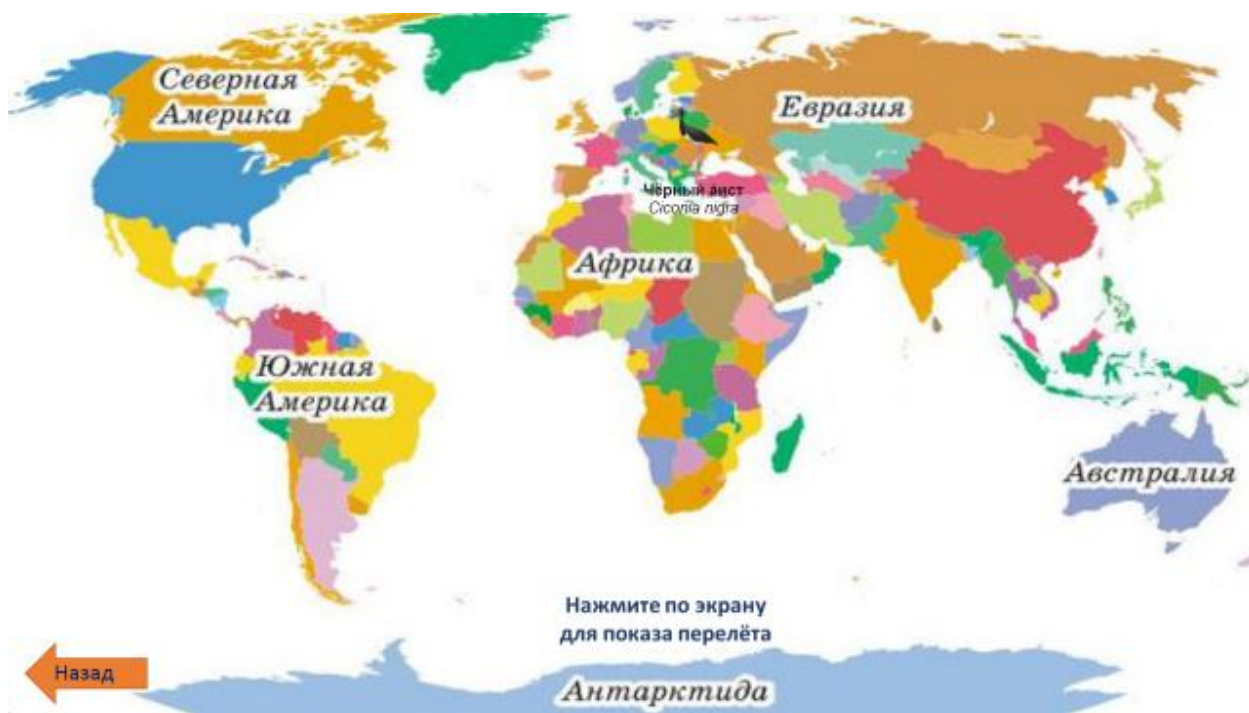 Северная
Америка
Евразия
Чёрный аист
Ciconia nigra
Африка
Южная
Америка
Австралия
Нажмите по экрану
для показа перелёта
Назад
Антарктида